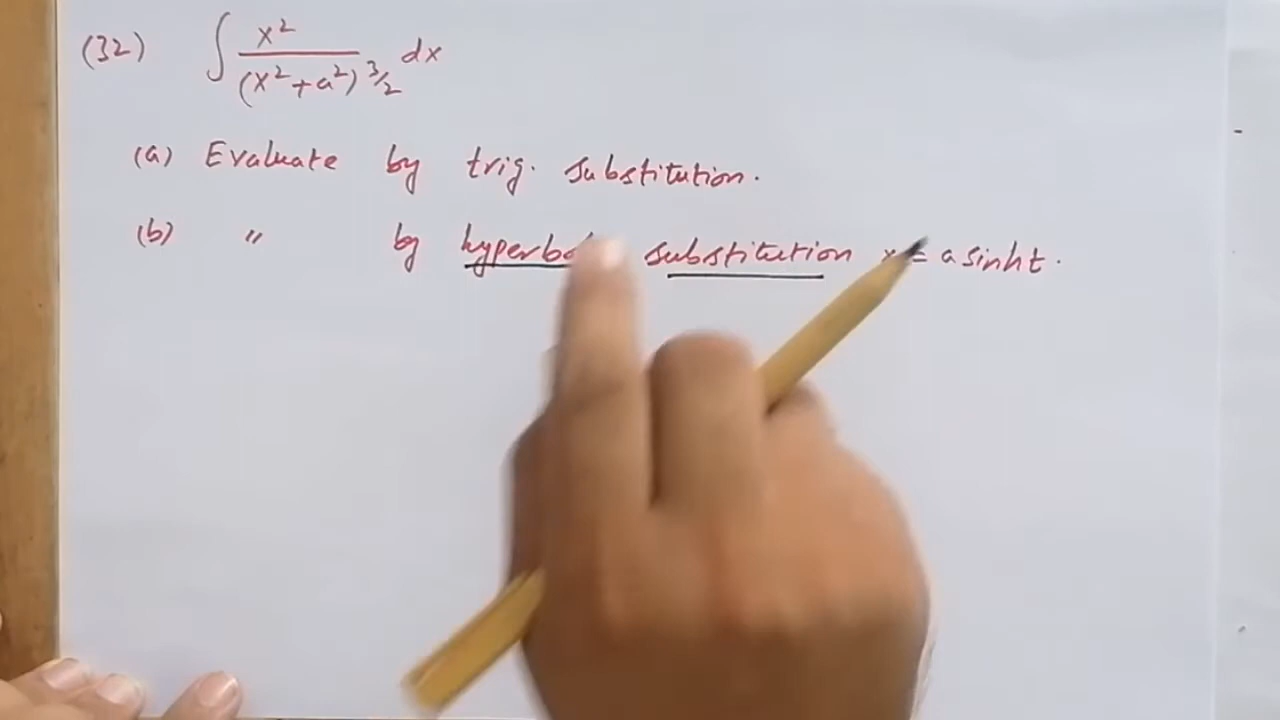 (32) ∫ x²/(x²+a²)^3/2 dx
(a) Evaluate by trig. substitution.
(b) " by substitution x = a sinh t.